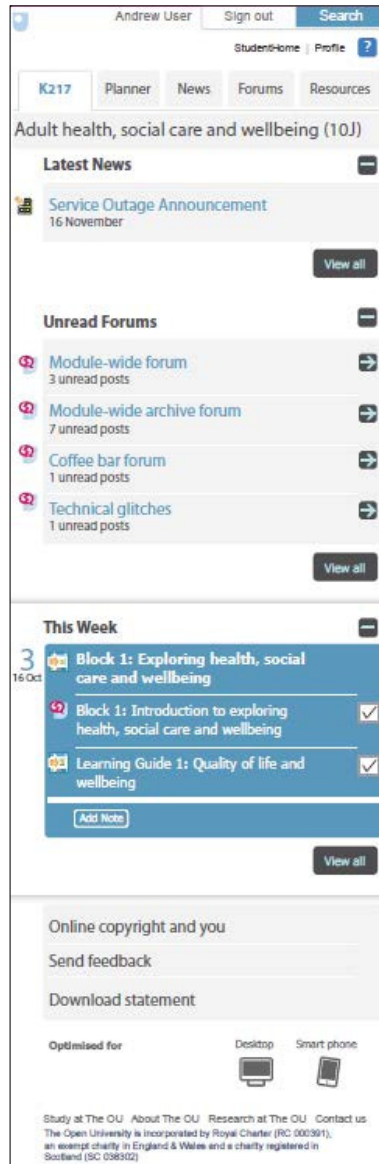 Andrew User Sign out Search
StudentHome | Profile ?
K217 Planner News Forums Resources
Adult health, social care and wellbeing (10J)
Latest News
Service Outage Announcement
16 November
View all
Unread Forums
Module-wide forum
3 unread posts
Module-wide archive forum
7 unread posts
Coffee bar forum
1 unread posts
Technical glitches
1 unread posts
View all
This Week
3
16 Oct
Block 1: Exploring health, social
care and wellbeing
Block 1: Introduction to exploring
health, social care and wellbeing
Learning Guide 1: Quality of life and
wellbeing
Add Note
View all
Online copyright and you
Send feedback
Download statement
Optimised for Desktop Smart phone
Study at The OU About The OU Research at The OU Contact us
The Open University is incorporated by Royal Charter (RC 000391),
an exempt charity in England & Wales and a charity registered in
Scotland (SC 038302)